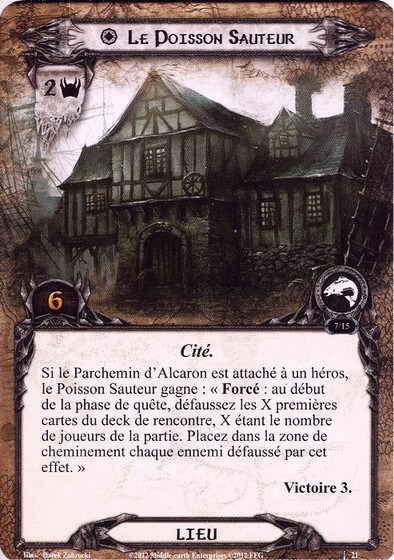 Le Poisson Sauteur
2
6
7/15
Cité.
Si le Parchemin d'Alcaron est attaché à un héros,
le Poisson Sauteur gagne : « Forcé : au début
de la phase de quête, défaussez les X premières
cartes du deck de rencontre, X étant le nombre
de joueurs de la partie. Placez dans la zone de
cheminement chaque ennemi défaussé par cet
effet. »
Victoire 3.
LIEU
Illus. Darek Zabrocki ©2012 Middle-earth Enterprises ©2012 FFG 21